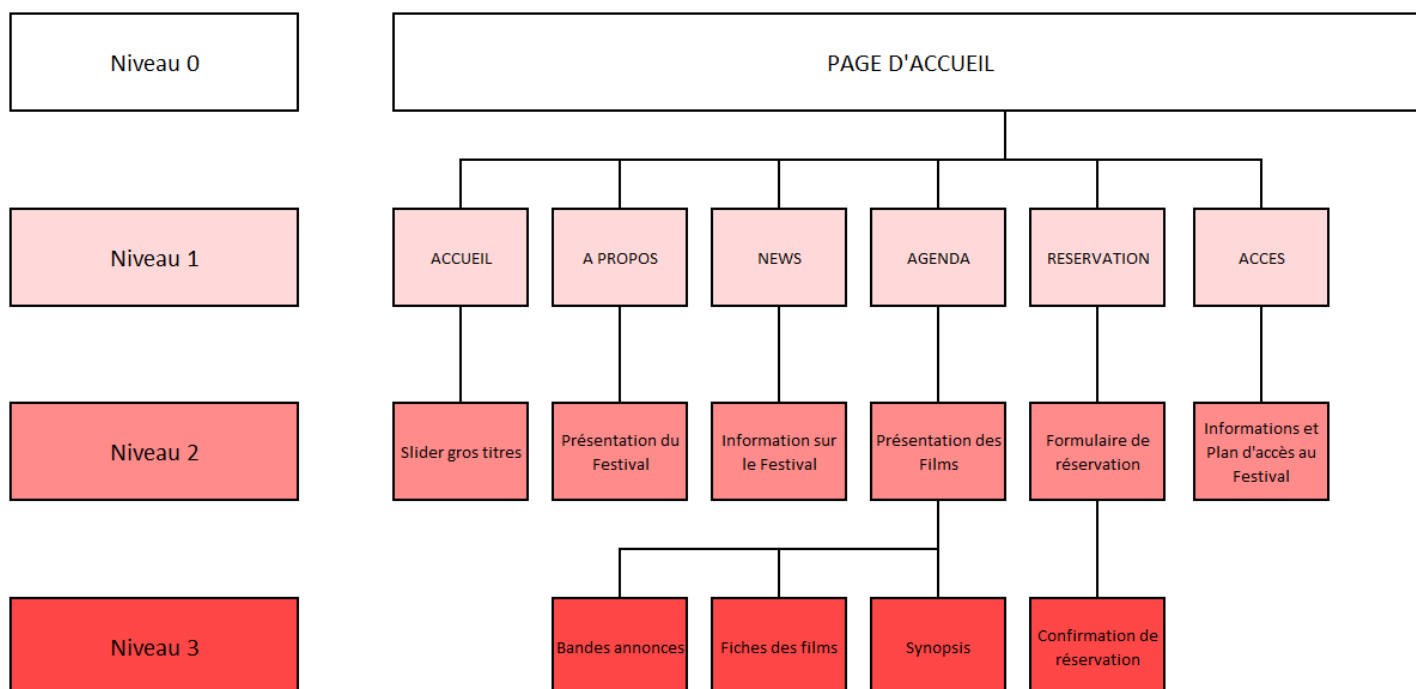 Niveau 0
PAGE D'ACCUEIL
Niveau 1
ACCUEIL
A PROPOS
NEWS
AGENDA
RESERVATION
ACCES
Niveau 2
Slider gros titres
Présentation du
Festival
Information sur
le Festival
Présentation des
Films
Formulaire de
réservation
Informations et
Plan d'accès au
Festival
Niveau 3
Bandes annonces
Fiches des films
Synopsis
Confirmation de
réservation